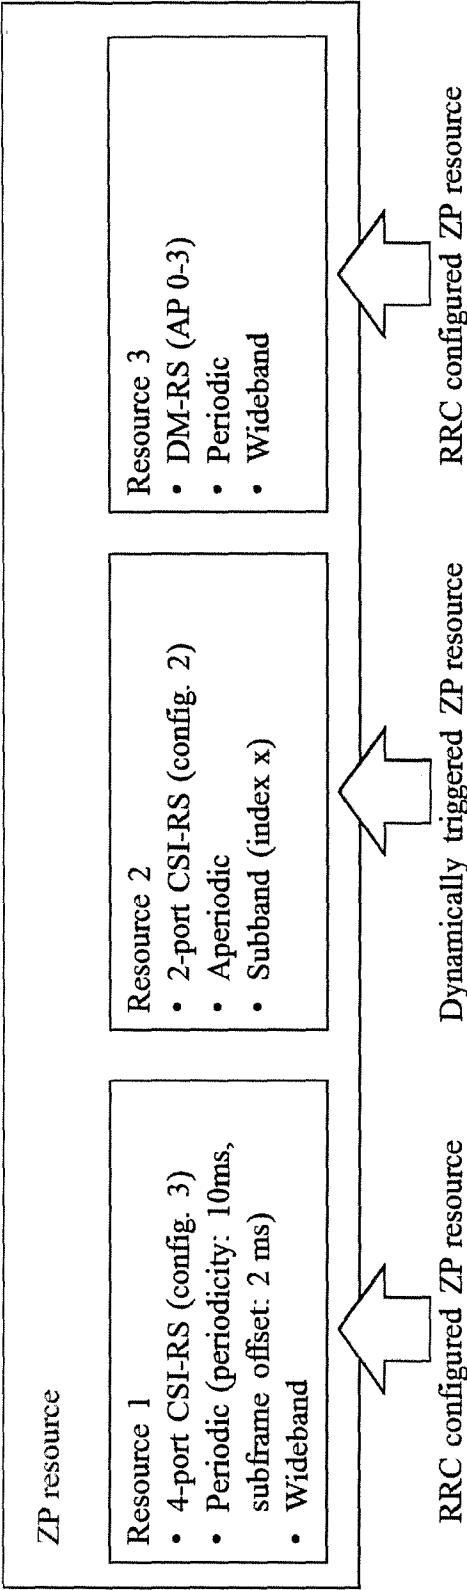 ZP resource
Resource 1
• 4-port CSI-RS (config. 3)
• Periodic (periodicity: 10ms,
subframe offset: 2 ms)
• Wideband
Resource 2
• 2-port CSI-RS (config. 2)
• Aperiodic
• Subband (index x)
Resource 3
• DM-RS (AP 0-3)
• Periodic
• Wideband
RRC configured ZP resource
Dynamically triggered ZP resource
RRC configured ZP resource